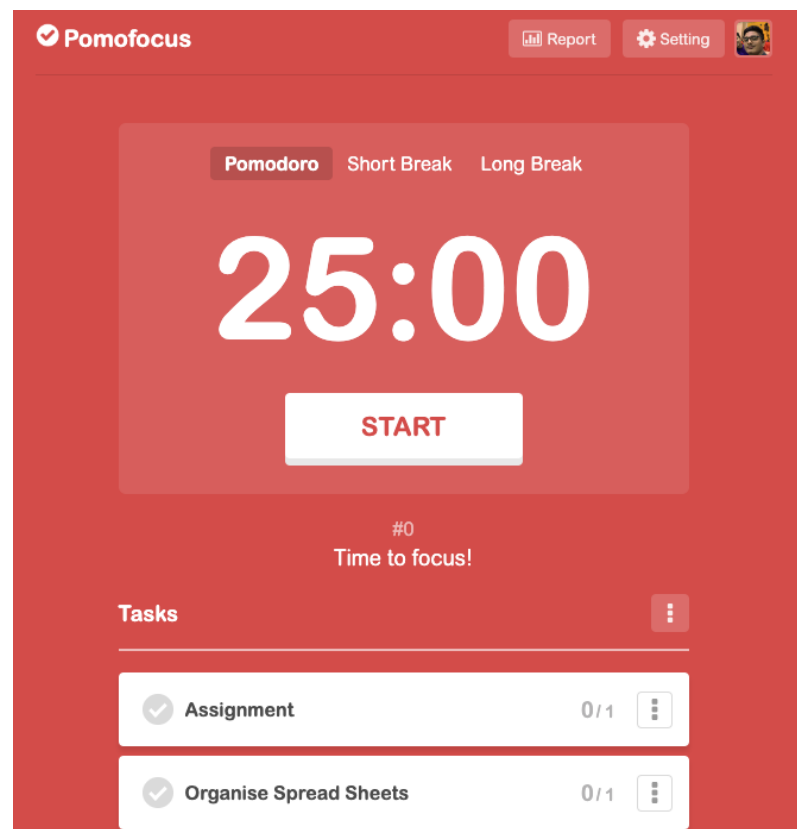 Pomofocus
Report Setting
Pomodoro Short Break Long Break
25:00
START
#0
Time to focus!
Tasks
Assignment 0/1
Organise Spread Sheets 0/1